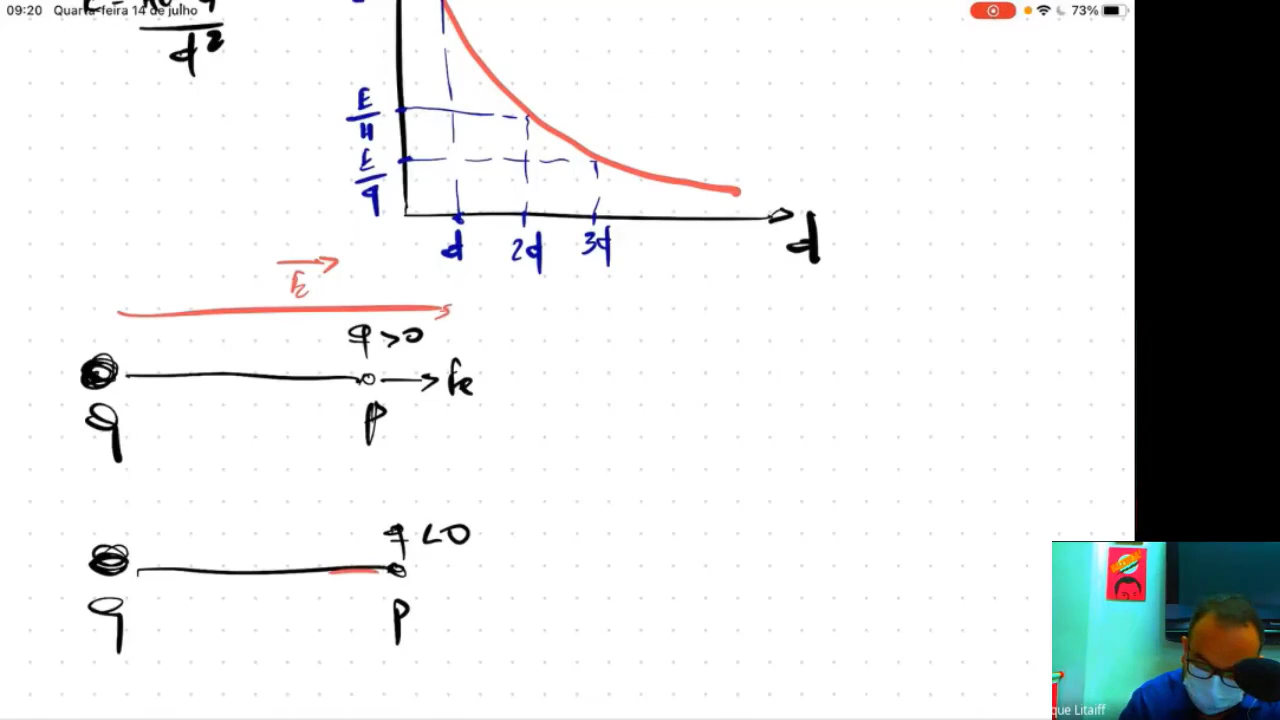 09:20 Quarta-feira 14 de julho
73%
d²
E/4
E/9
d 2d 3d
d
E
q >0
Fe
q
P
q <0
q
P
que Litaiff